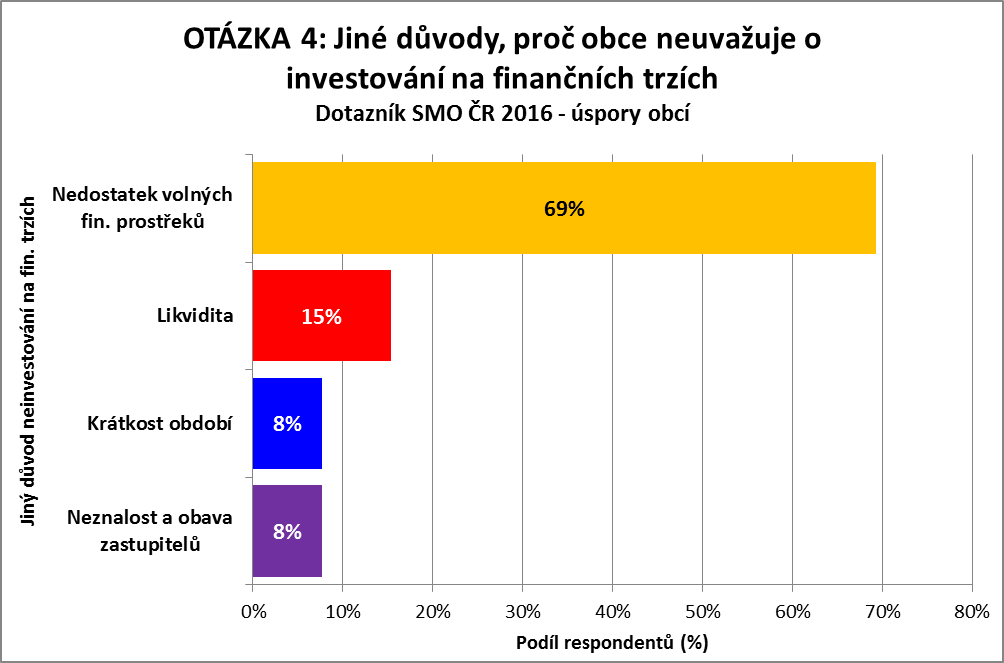 OTÁZKA 4: Jiné důvody, proč obce neuvažuje o
investování na finančních trzích
Dotazník SMO ČR 2016 - úspory obcí
Jiný důvod neinvestování na fin. trzích
Nedostatek volných
fin. prostřeků
69%
Likvidita
15%
Krátkost období
8%
Neznalost a obava
zastupitelů
8%
0% 10% 20% 30% 40% 50% 60% 70% 80%
Podíl respondentů (%)